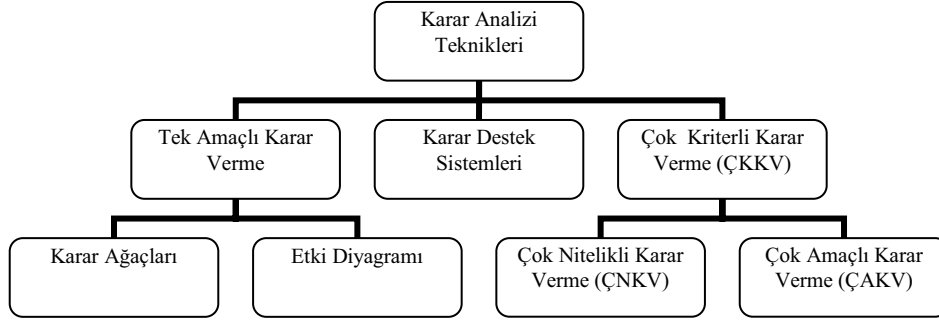 Karar Analizi
Teknikleri
Tek Amaçlı Karar
Verme
Karar Destek
Sistemleri
Çok Kriterli Karar
Verme (ÇKKV)
Karar Ağaçları
Etki Diyagramı
Çok Nitelikli Karar
Verme (ÇNKV)
Çok Amaçlı Karar
Verme (ÇAKV)